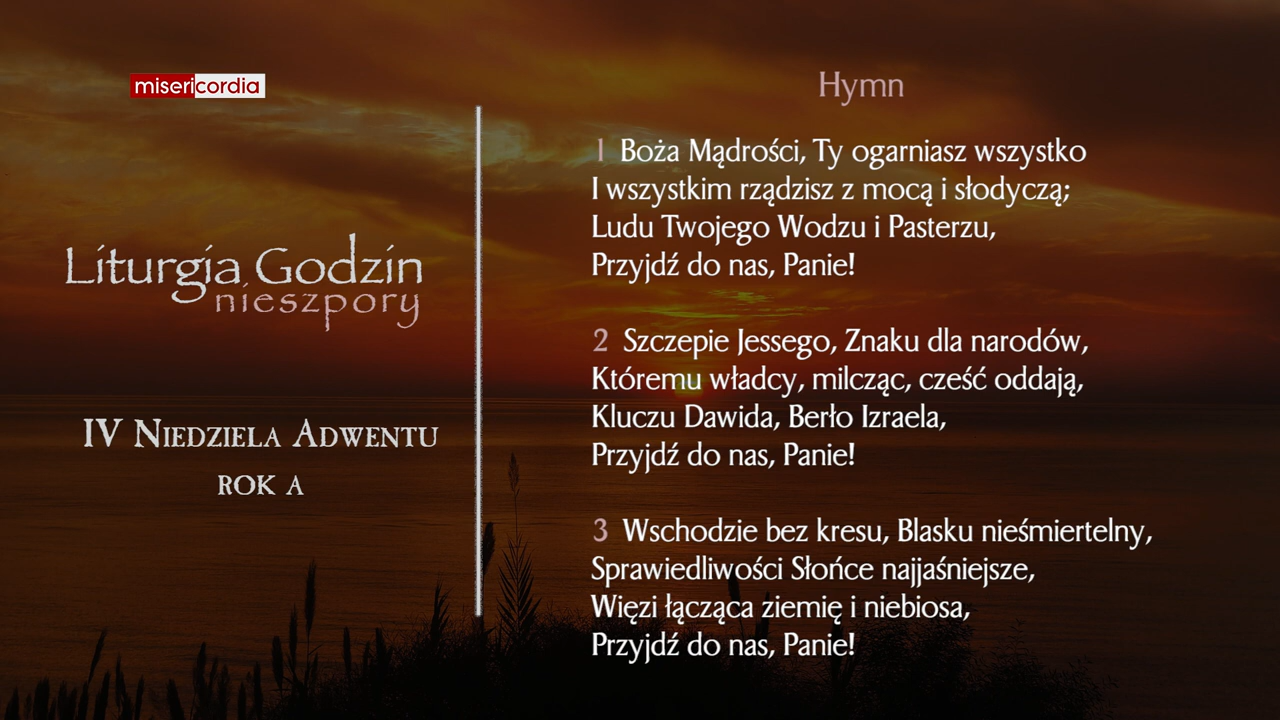 misericordia
Liturgia Godzin
nieszpory
IV Niedziela Adwentu
rok A
Hymn
1 Boża Mądrości, Ty ogarniasz wszystko
I wszystkim rządzisz z mocą i słodyczą;
Ludu Twojego Wodzu i Pasterzu,
Przyjdź do nas, Panie!
2 Szczepie Jessego, Znaku dla narodów,
Któremu władcy, milcząc, cześć oddają,
Kluczu Dawida, Berło Izraela,
Przyjdź do nas, Panie!
3 Wschodzie bez kresu, Blasku nieśmiertelny,
Sprawiedliwości Słońce najjaśniejsze,
Więzi łącząca ziemię i niebiosa,
Przyjdź do nas, Panie!